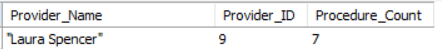 Provider_Name Provider_ID Procedure_Count
"Laura Spencer" 9 7